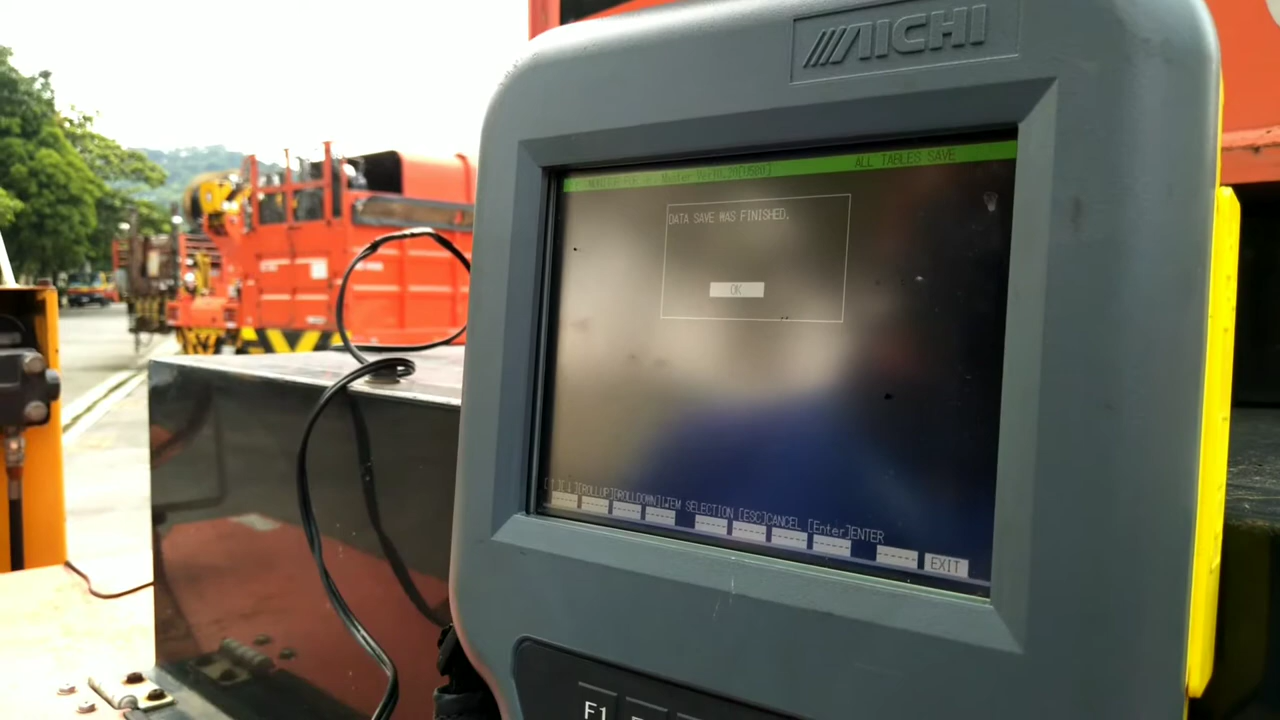 AICHI
ALL TABLES SAVE
DATA SAVE WAS FINISHED.
OK
[ROLLUP][ROLLDOWN]ITEM SELECTION [ESC]CANCEL [Enter]ENTER
EXIT
F1